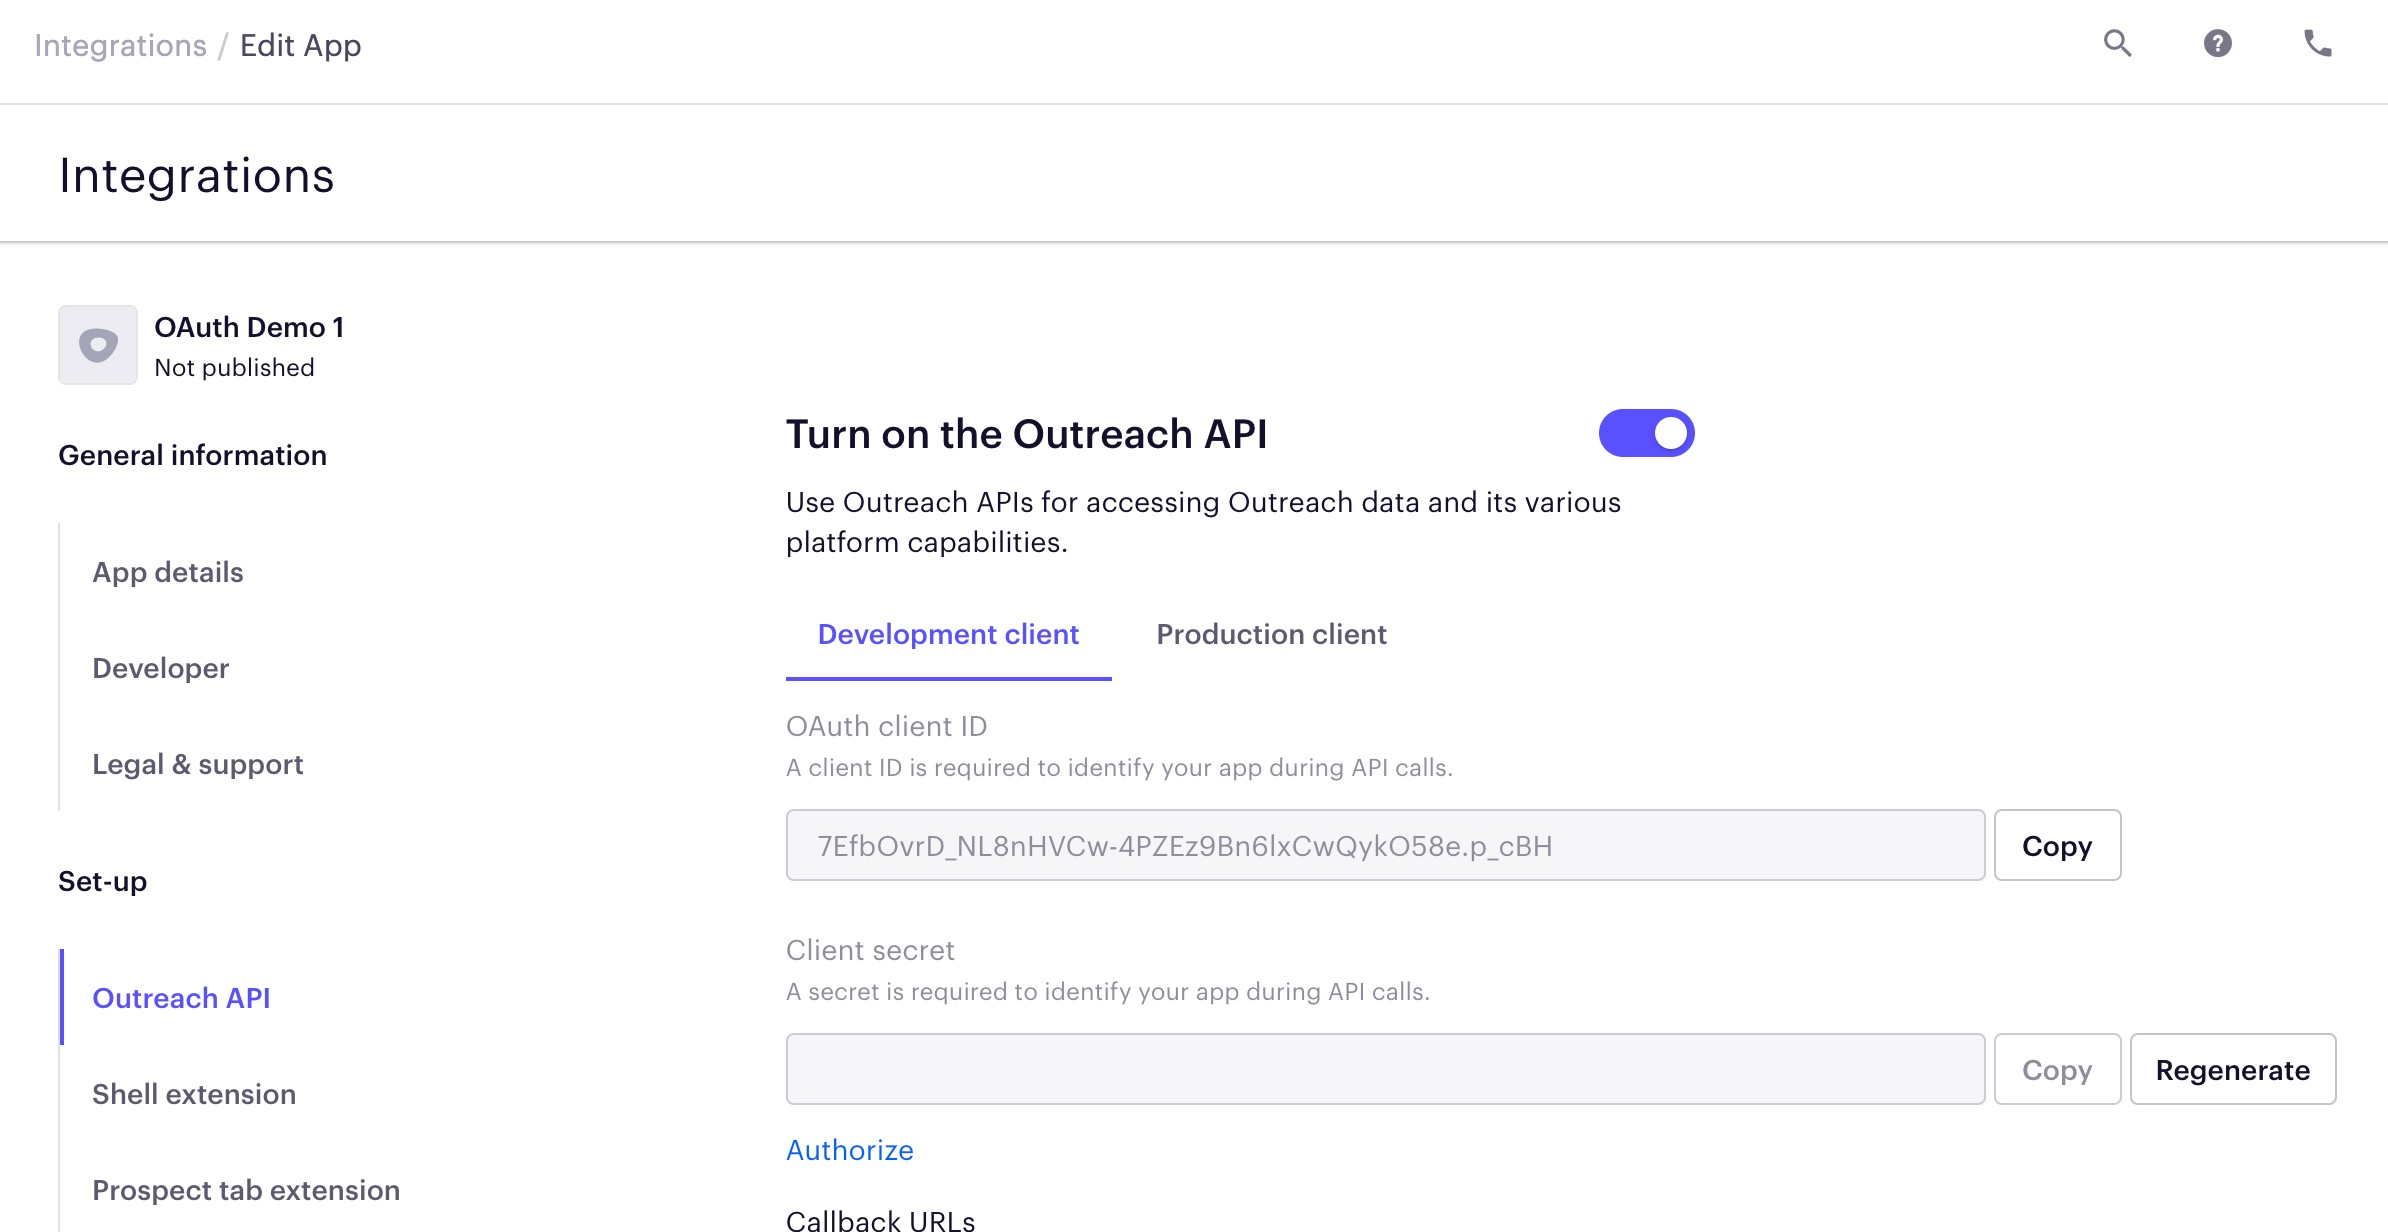 Integrations / Edit App
Integrations
OAuth Demo 1
Not published
General information
App details
Developer
Legal & support
Set-up
Outreach API
Shell extension
Prospect tab extension
Turn on the Outreach API
Use Outreach APIs for accessing Outreach data and its various
platform capabilities.
Development client Production client
OAuth client ID
A client ID is required to identify your app during API calls.
7EfbOvrD_NL8nHVCw-4PZEz9Bn6lxCwQykO58e.p_cBH Copy
Client secret
A secret is required to identify your app during API calls.
Copy Regenerate
Authorize
Callback URLs